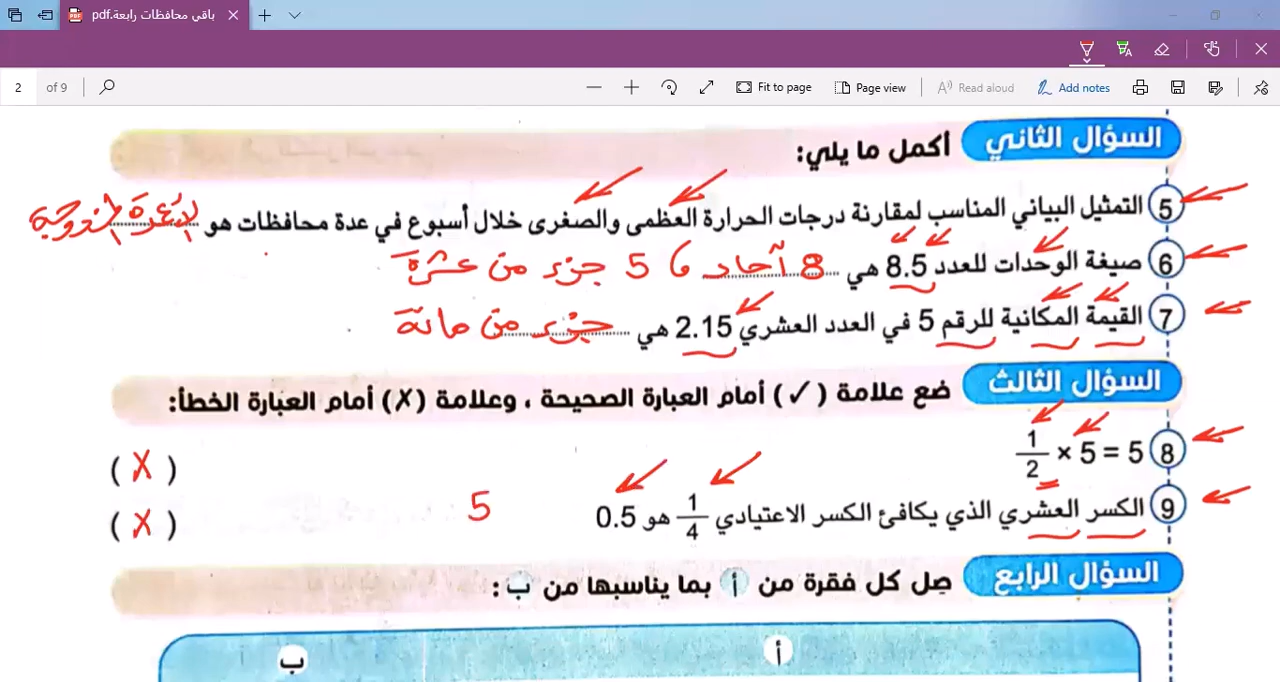 باقي محافظات رابعة.pdf
2 of 9 Fit to page Page view Read aloud Add notes
السؤال الثاني أكمل ما يلي:
5 التمثيل البياني المناسب لمقارنة درجات الحرارة العظمى والصغرى خلال أسبوع في عدة محافظات هو الأعمدة المزدوجة
6 صيغة الوحدات للعدد 8.5 هي 8 آحاد 6 5 جزء من عشرة
7 القيمة المكانية للرقم 5 في العدد العشري 2.15 هي جزء من مائة
السؤال الثالث ضع علامة (✓) أمام العبارة الصحيحة ، وعلامة (✗) أمام العبارة الخطأ:
8 1/2 × 5 = 5 (X)
9 الكسر العشري الذي يكافئ الكسر الاعتيادي 1/4 هو 0.5 5 (X)
السؤال الرابع صِل كل فقرة من أ بما يناسبها من ب:
أ ب